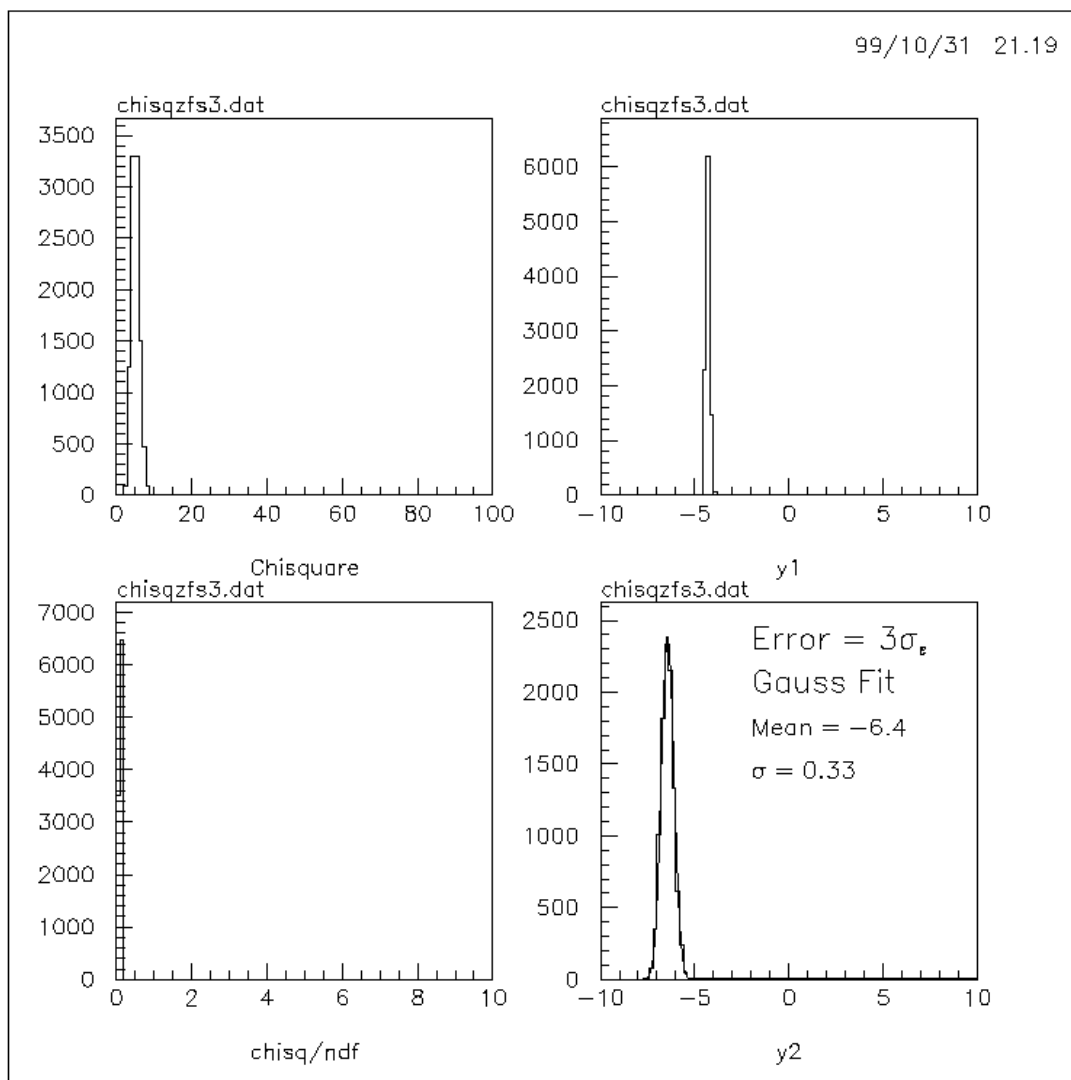 99/10/31 21.19
chisqzfs3.dat
3500
3000
2500
2000
1500
1000
500
0
0 20 40 60 80 100
Chisquare
chisqzfs3.dat
6000
5000
4000
3000
2000
1000
0
−10 −5 0 5 10
y1
chisqzfs3.dat
7000
6000
5000
4000
3000
2000
1000
0
0 2 4 6 8 10
chisq/ndf
chisqzfs3.dat
2500
2000
1500
1000
500
0
−10 −5 0 5 10
y2
Error = 3σε
Gauss Fit
Mean = −6.4
σ = 0.33